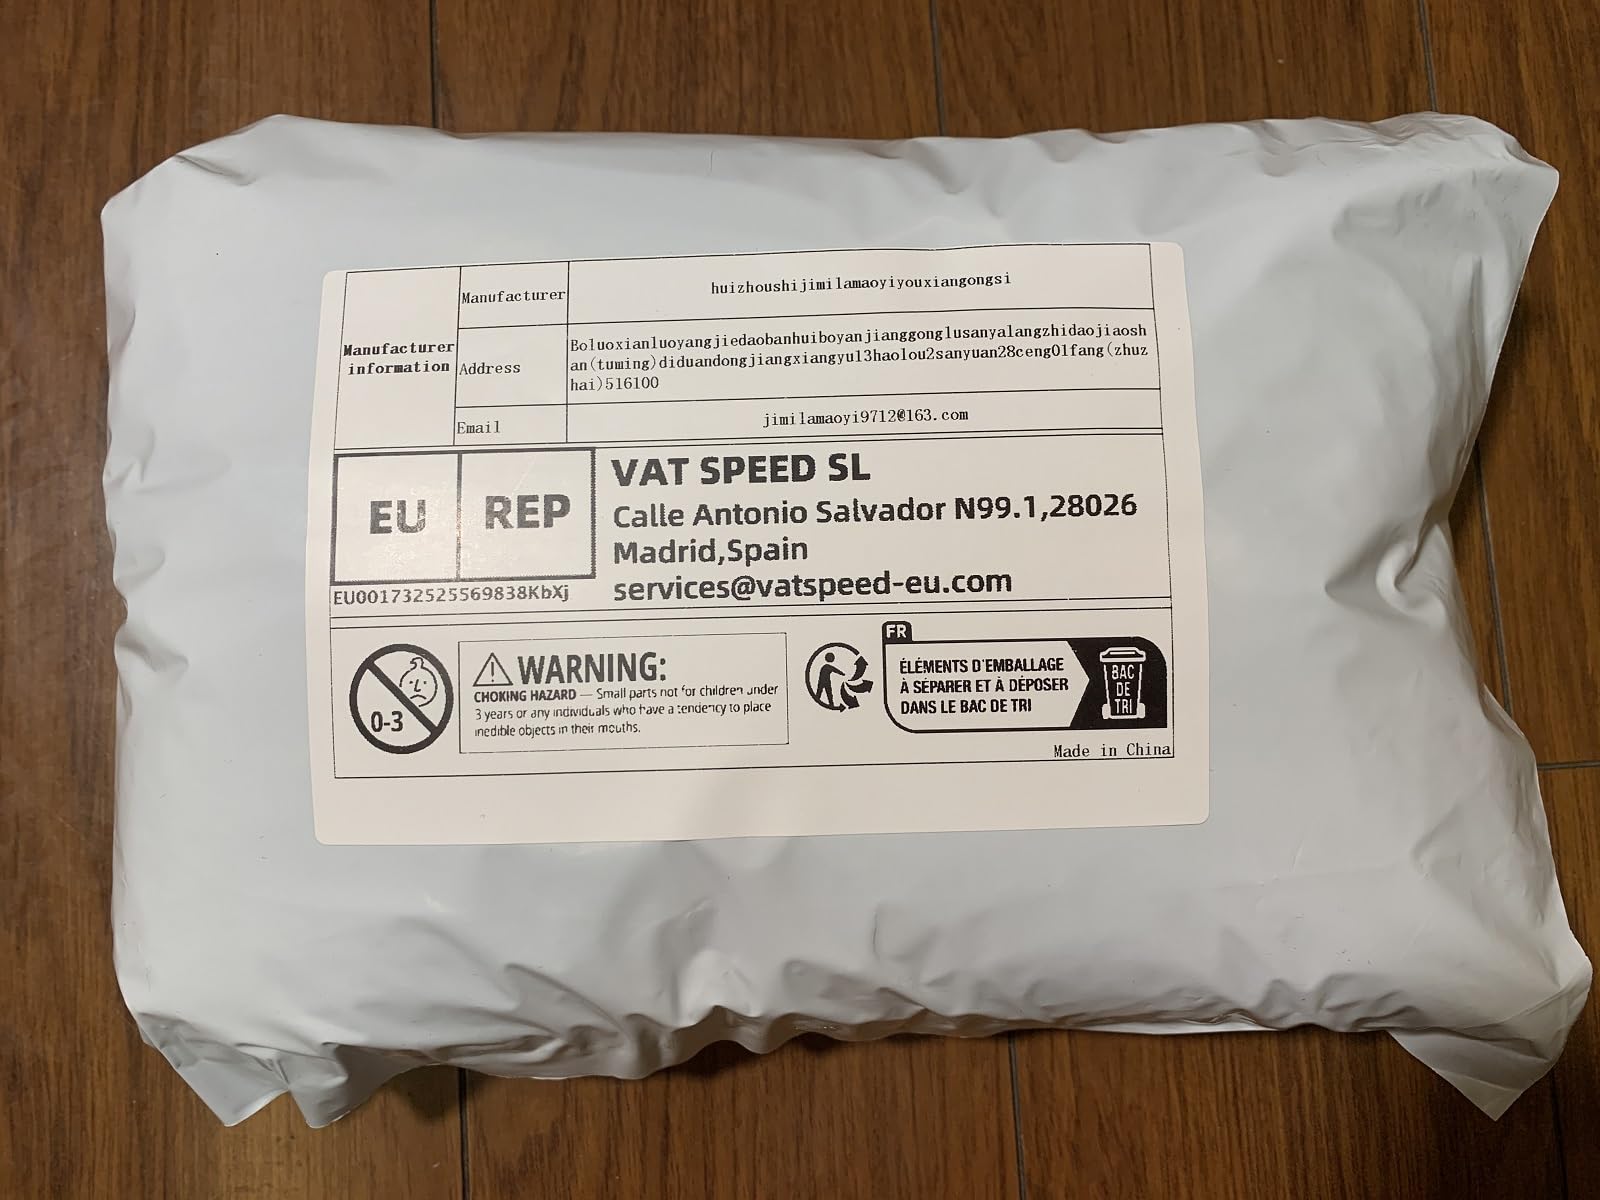 Manufacturer information
Manufacturer
huizhoushijimilamaoyiyouxiangongsi
Address
Boluoxianluoyangjiedaobanhuiboyanjianggonglusanyalangzhidaojiaosh
an(tuming)diduandongjiangxiangyu13haolou2sanyuan28ceng01fang(zhuz
hai)516100
Email
jimilamaoyi9712@163.com
EU REP
EU001732525569838KbXj
VAT SPEED SL
Calle Antonio Salvador N99.1,28026
Madrid,Spain
services@vatspeed-eu.com
0-3
WARNING:
CHOKING HAZARD — Small parts not for children under
3 years or any individuals who have a tendency to place
inedible objects in their mouths.
FR
ÉLÉMENTS D'EMBALLAGE
À SÉPARER ET À DÉPOSER
DANS LE BAC DE TRI
BAC
DE
TRI
Made in China